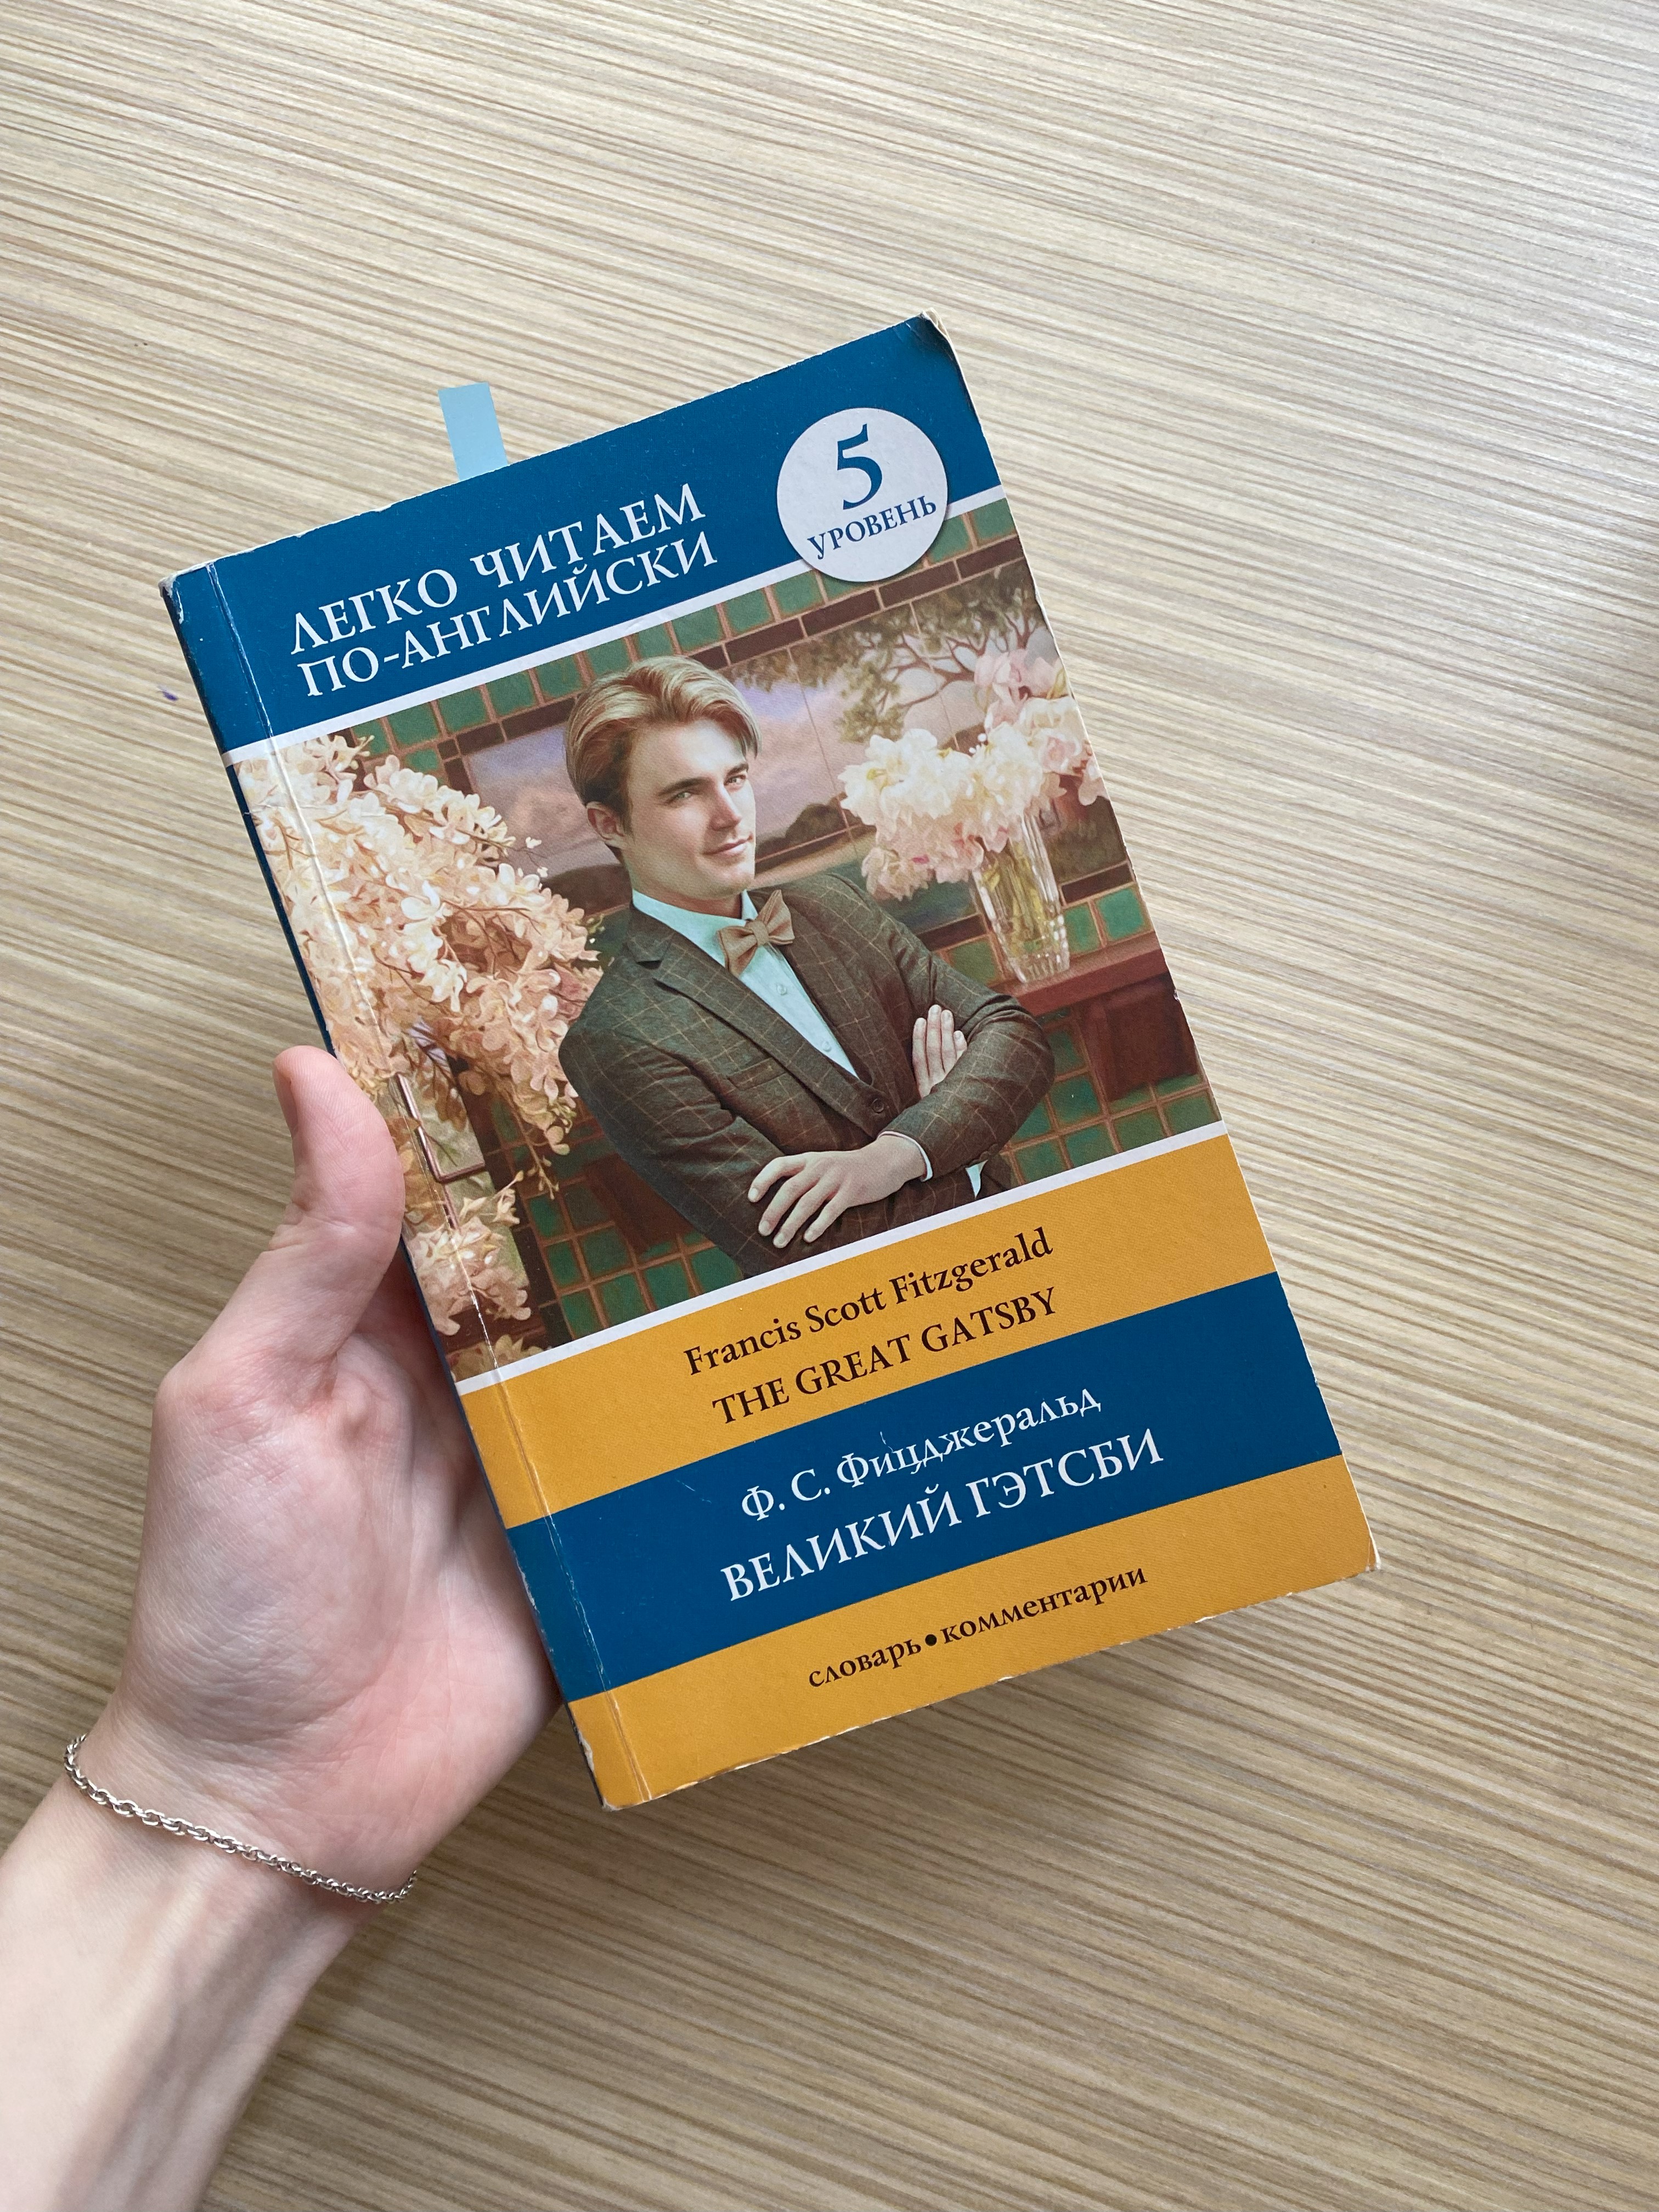 5
УРОВЕНЬ
ЛЕГКО ЧИТАЕМ
ПО-АНГЛИЙСКИ
Francis Scott Fitzgerald
THE GREAT GATSBY
Ф. С. Фицджеральд
ВЕЛИКИЙ ГЭТСБИ
словарь•комментарии